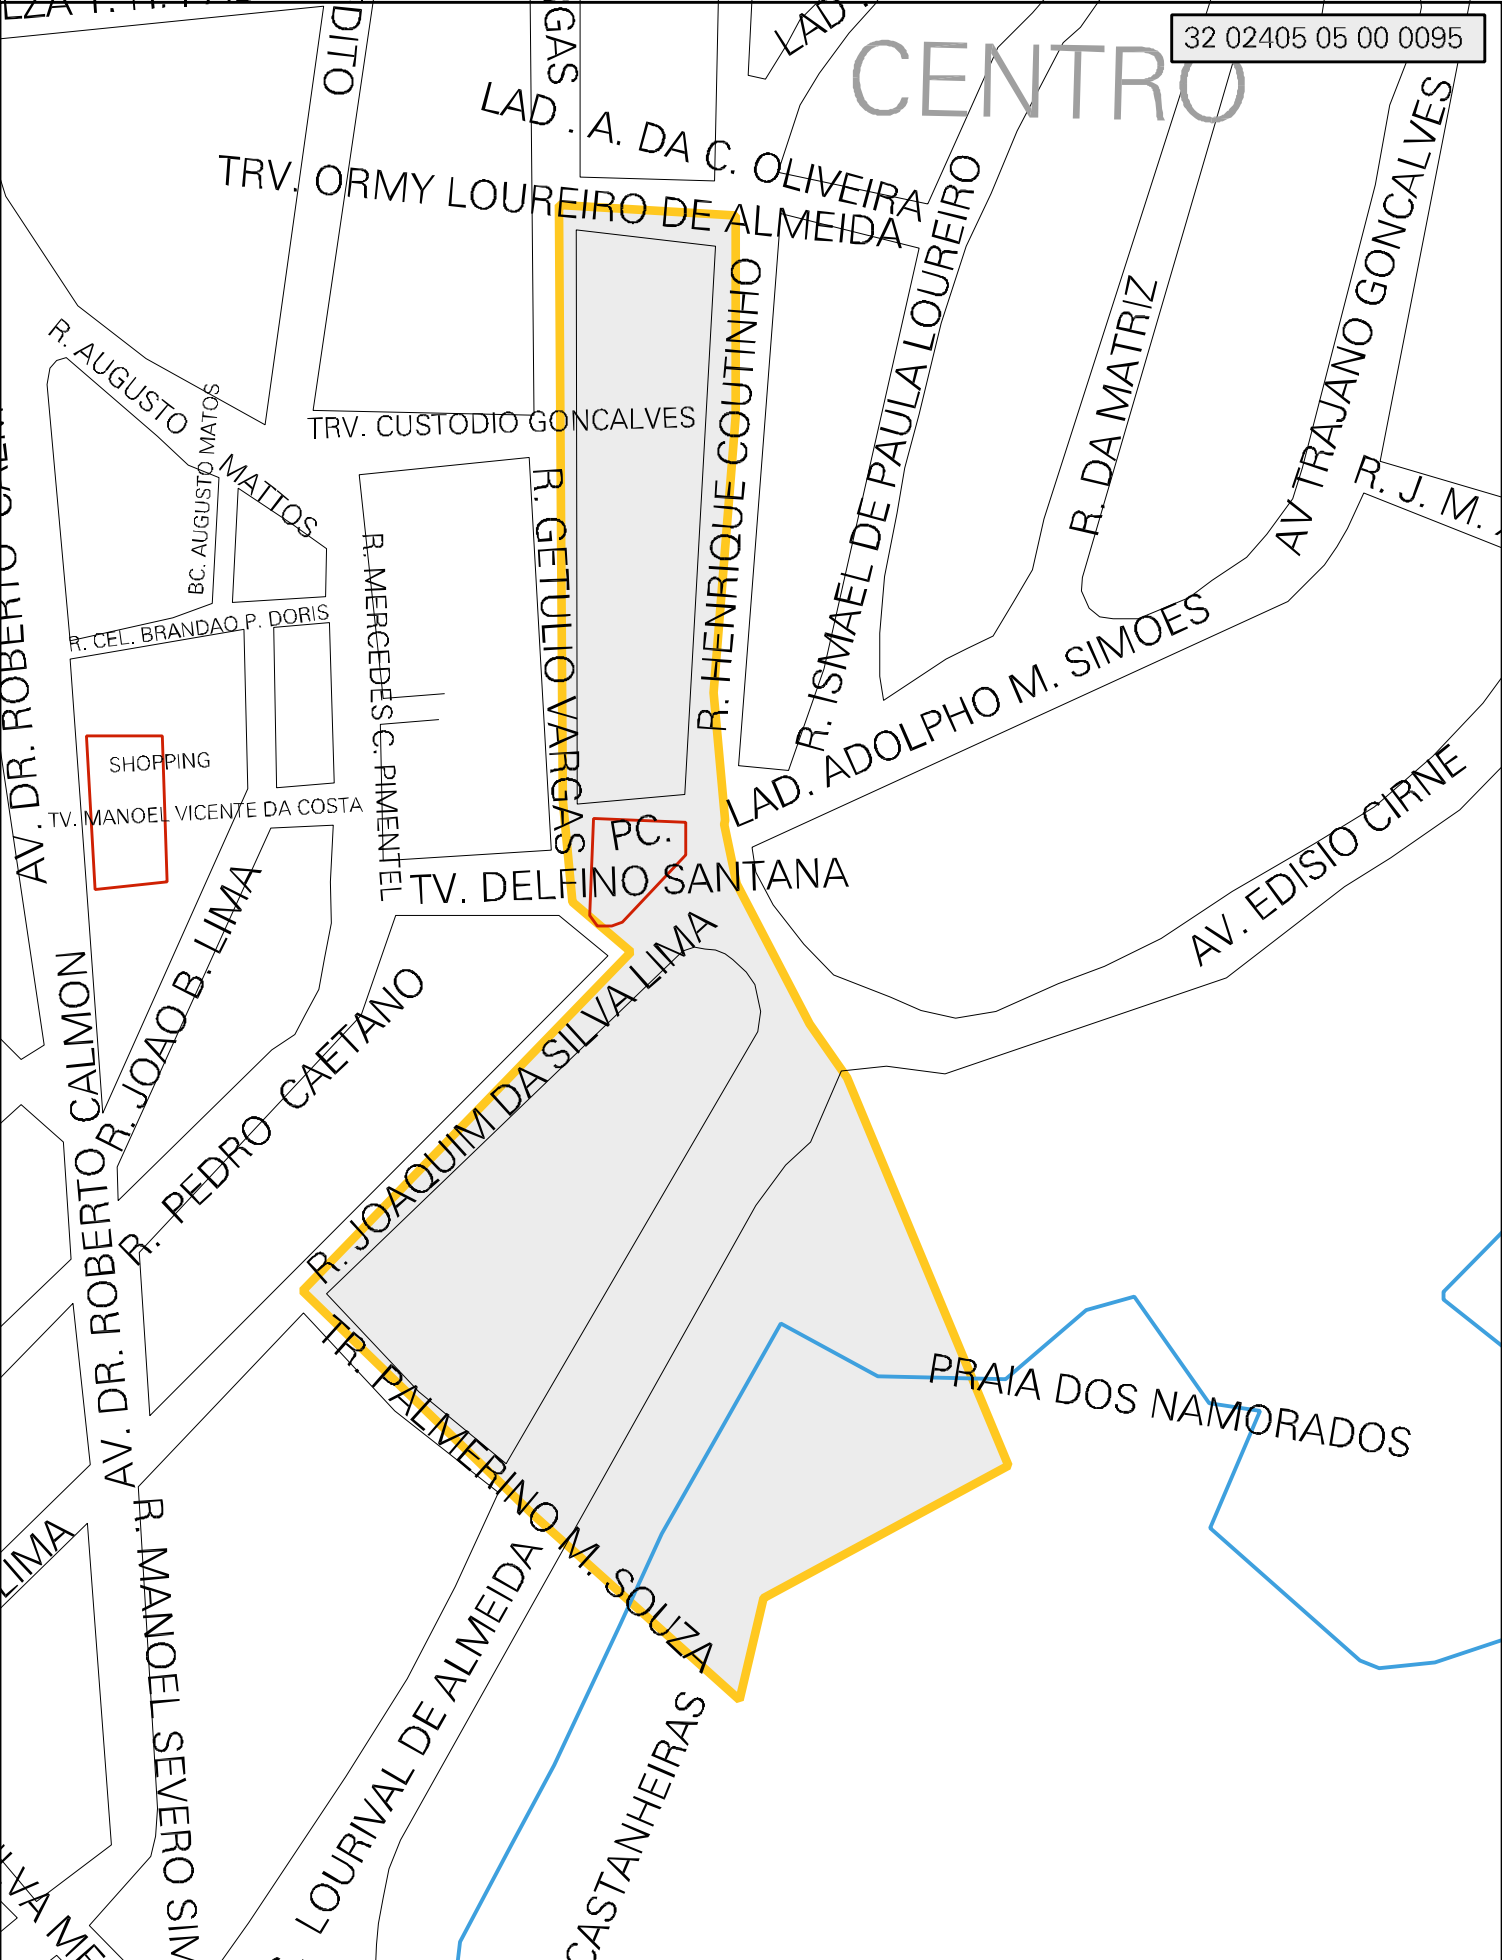 DITO
GAS
LAD.
32 02405 05 00 0095
CENTRO
LAD . A. DA C. OLIVEIRA
TRV. ORMY LOUREIRO DE ALMEIDA
R. AUGUSTO MATTOS
BC. AUGUSTO MATOS
TRV. CUSTODIO GONCALVES
R. GETULIO VARGAS
R. HENRIQUE COUTINHO
R. ISMAEL DE PAULA LOUREIRO
R. DA MATRIZ
AV TRAJANO GONCALVES
R. J. M.
R. MERCEDES C. PIMENTEL
R. CEL. BRANDAO P. DORIS
AV. DR. ROBERTO
SHOPPING
TV. MANOEL VICENTE DA COSTA
LAD. ADOLPHO M. SIMOES
AV. EDISIO CIRNE
PC.
TV. DELFINO SANTANA
R. JOAO B. LIMA
R. PEDRO CAETANO
R. JOAQUIM DA SILVA LIMA
AV. DR. ROBERTO CALMON
TR. PALMERINO M. SOUZA
PRAIA DOS NAMORADOS
LIMA
R. MANOEL SEVERO SIM
LOURIVAL DE ALMEIDA
CASTANHEIRAS